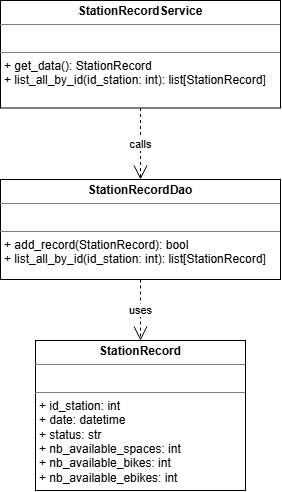 StationRecordService
+ get_data(): StationRecord
+ list_all_by_id(id_station: int): list[StationRecord]
calls
StationRecordDao
+ add_record(StationRecord): bool
+ list_all_by_id(id_station: int): list[StationRecord]
uses
StationRecord
+ id_station: int
+ date: datetime
+ status: str
+ nb_available_spaces: int
+ nb_available_bikes: int
+ nb_available_ebikes: int